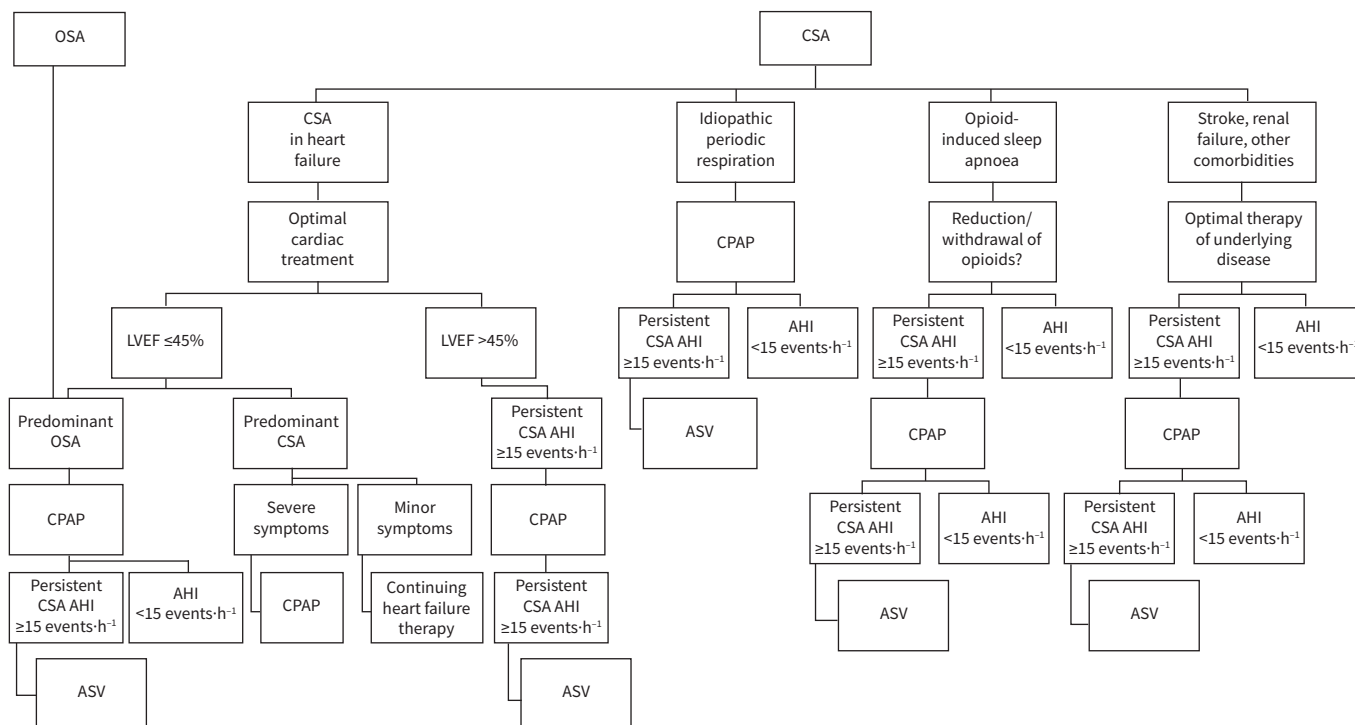 OSA
CSA
CSA
in heart
failure
Idiopathic
periodic
respiration
Opioid-
induced sleep
apnoea
Stroke, renal
failure, other
comorbidities
Optimal
cardiac
treatment
CPAP
Reduction/
withdrawal of
opioids?
Optimal therapy
of underlying
disease
LVEF ≤45%
LVEF >45%
Persistent
CSA AHI
≥15 events·h⁻¹
AHI
<15 events·h⁻¹
Persistent
CSA AHI
≥15 events·h⁻¹
AHI
<15 events·h⁻¹
Persistent
CSA AHI
≥15 events·h⁻¹
AHI
<15 events·h⁻¹
Predominant
OSA
Predominant
CSA
Persistent
CSA AHI
≥15 events·h⁻¹
ASV
CPAP
CPAP
CPAP
Severe
symptoms
Minor
symptoms
CPAP
Persistent
CSA AHI
≥15 events·h⁻¹
AHI
<15 events·h⁻¹
Persistent
CSA AHI
≥15 events·h⁻¹
AHI
<15 events·h⁻¹
Persistent
CSA AHI
≥15 events·h⁻¹
AHI
<15 events·h⁻¹
CPAP
Continuing
heart failure
therapy
Persistent
CSA AHI
≥15 events·h⁻¹
ASV
ASV
ASV
ASV